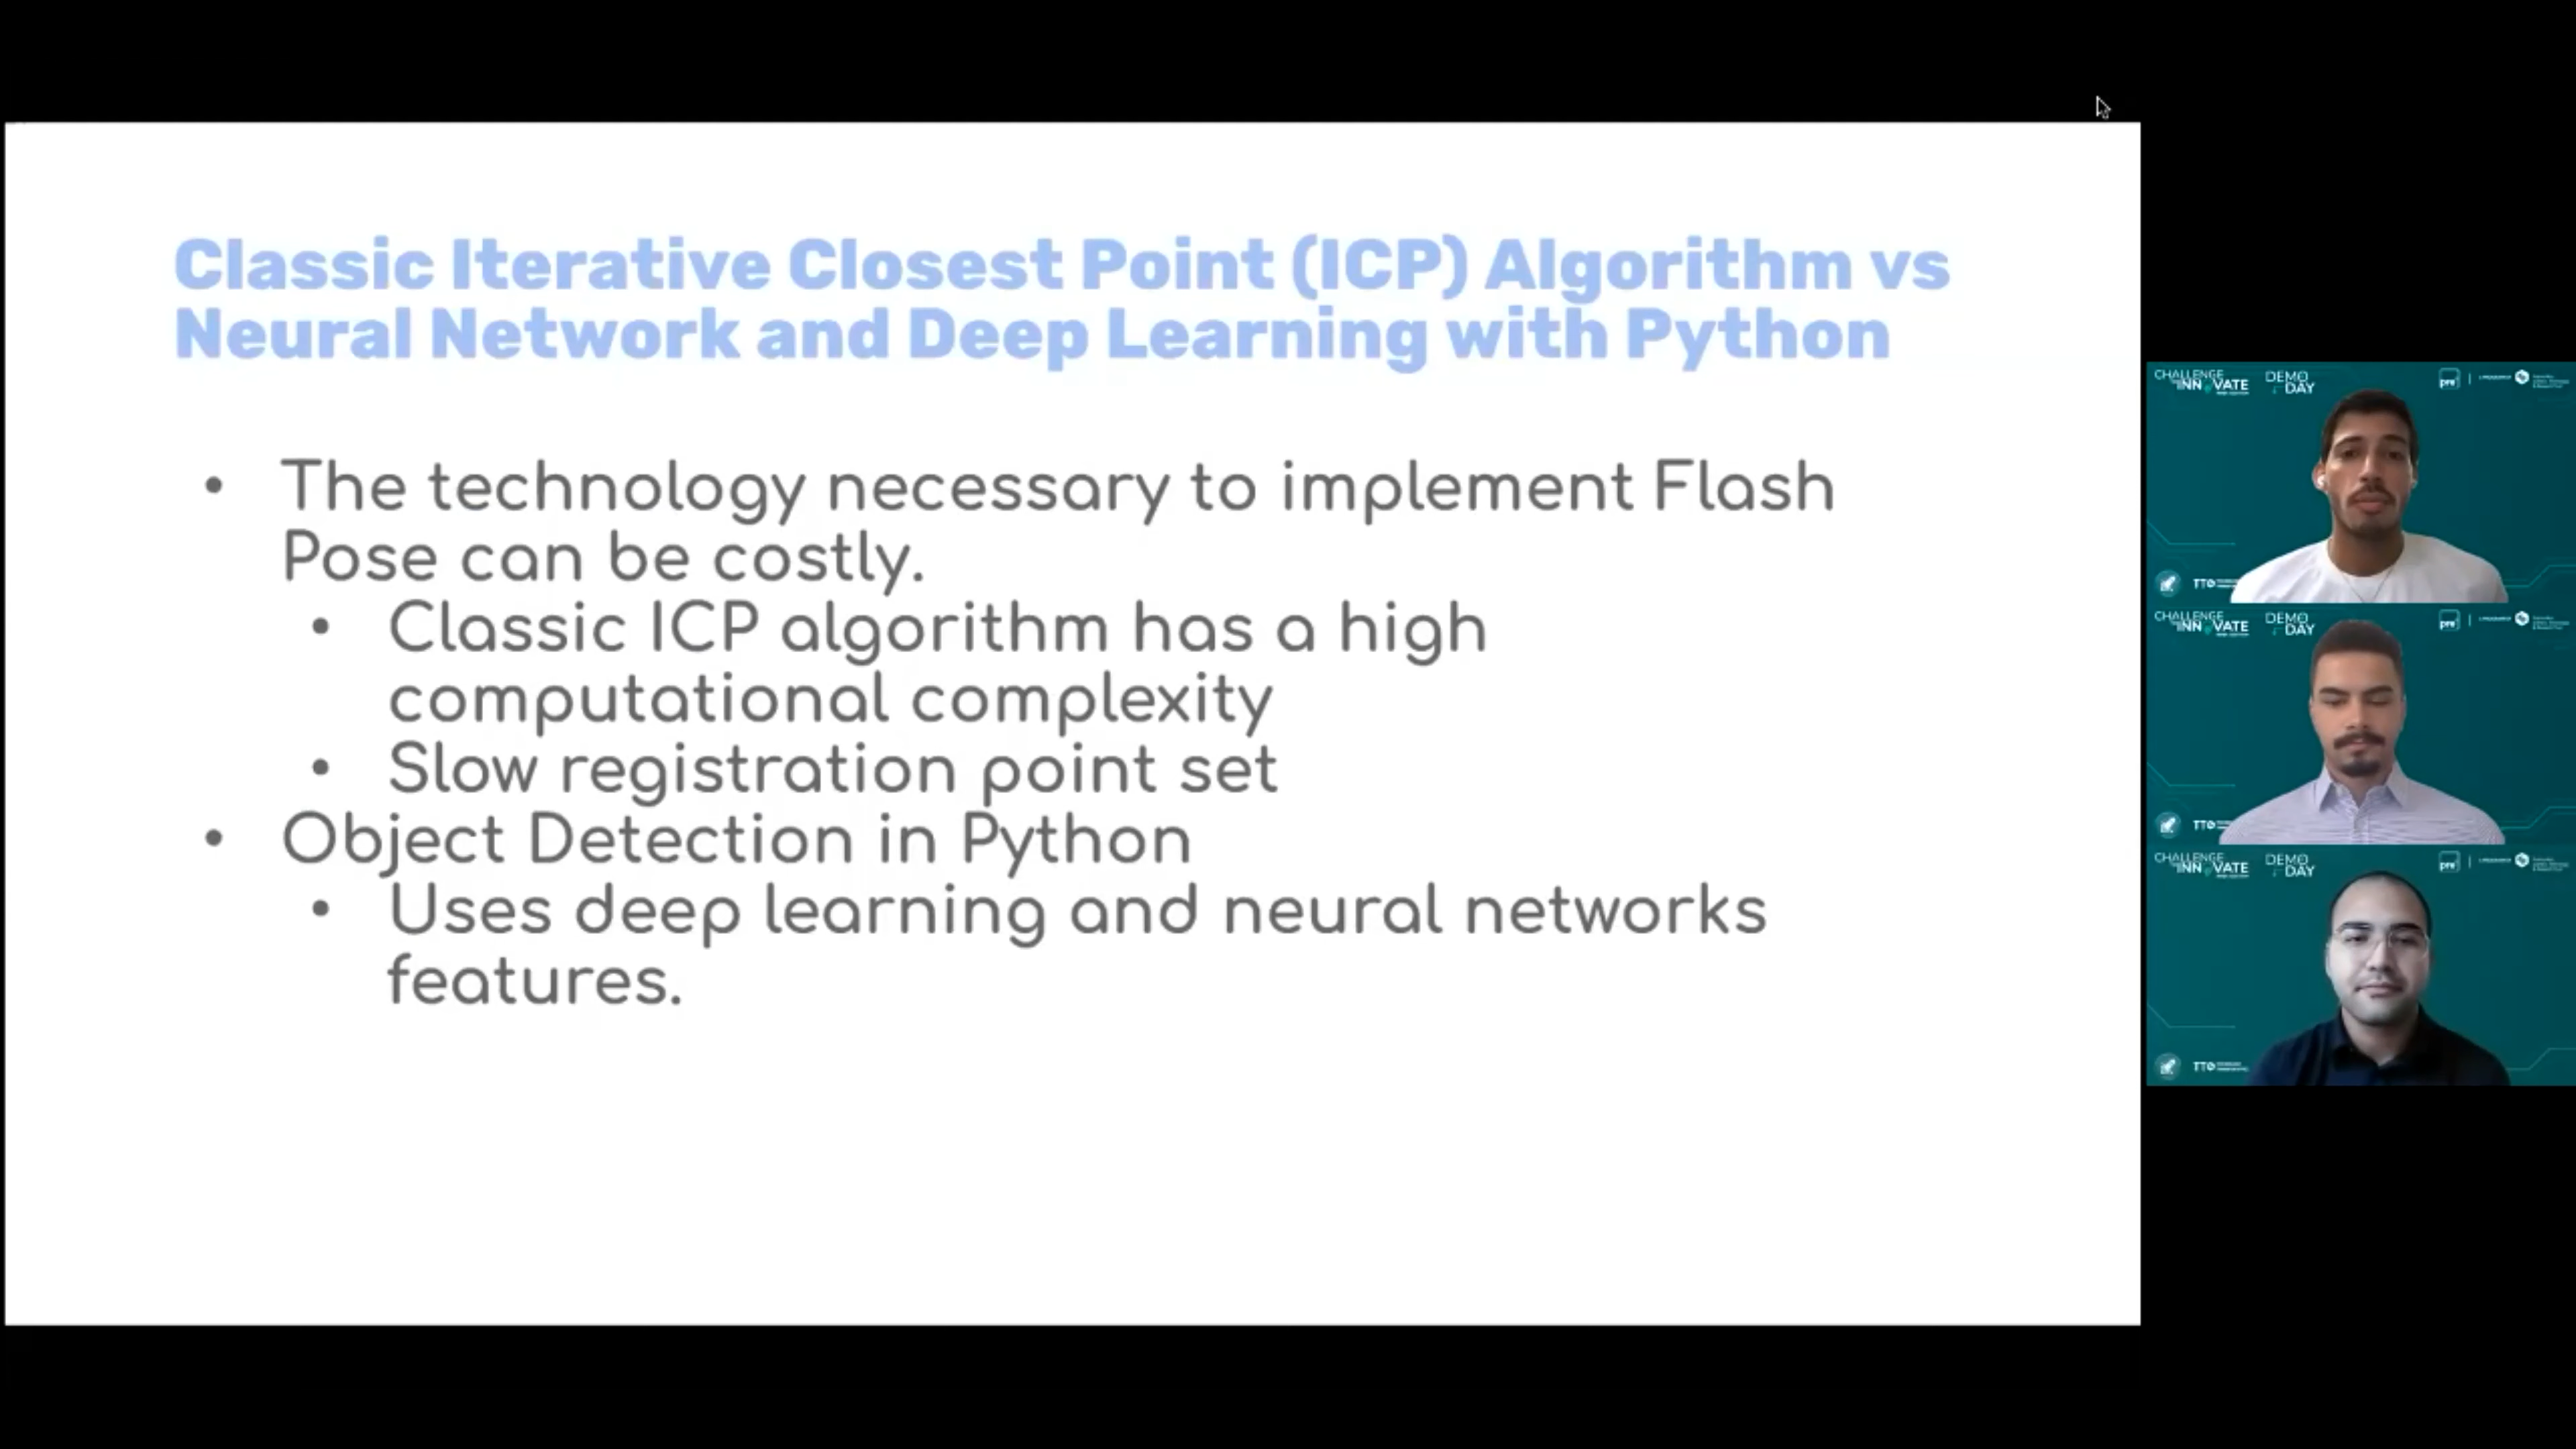 Classic Iterative Closest Point (ICP) Algorithm vs
Neural Network and Deep Learning with Python
• The technology necessary to implement Flash
Pose can be costly.
• Classic ICP algorithm has a high
computational complexity
• Slow registration point set
• Object Detection in Python
• Uses deep learning and neural networks
features.
CHALLENGE
INNOVATE
DEMO
DAY
TTO
CHALLENGE
INNOVATE
DEMO
DAY
TTO
CHALLENGE
INNOVATE
DEMO
DAY
TTO